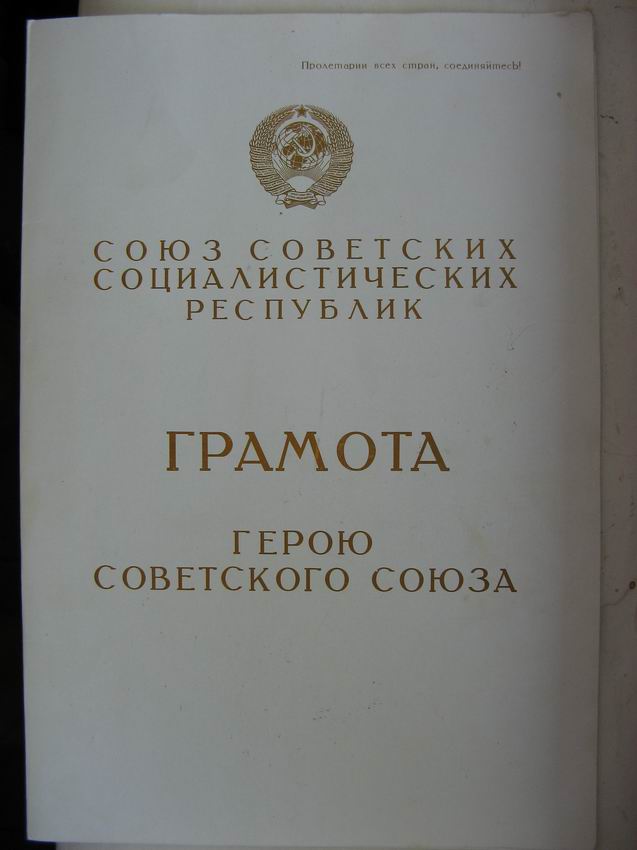 Пролетарии всех стран, соединяйтесь!
СОЮЗ СОВЕТСКИХ
СОЦИАЛИСТИЧЕСКИХ
РЕСПУБЛИК
ГРАМОТА
ГЕРОЮ
СОВЕТСКОГО СОЮЗА